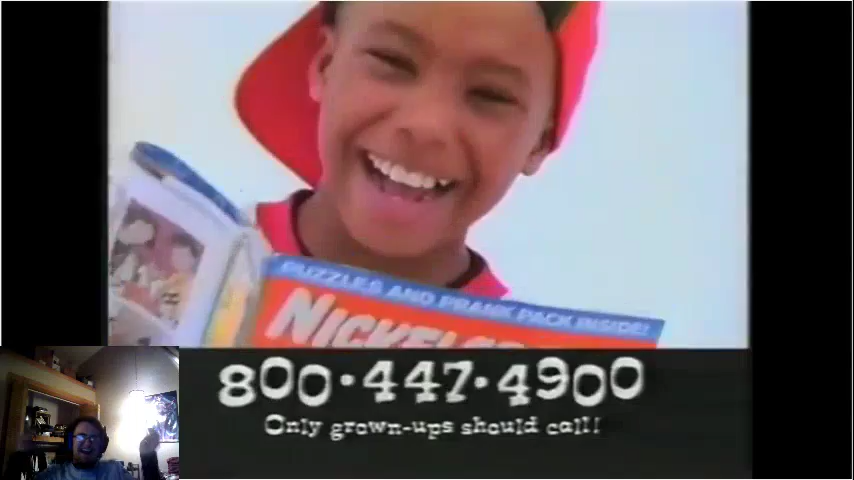 PUZZLES AND PRANK PACK INSIDE!
800·447·4900
Only grown-ups should call!